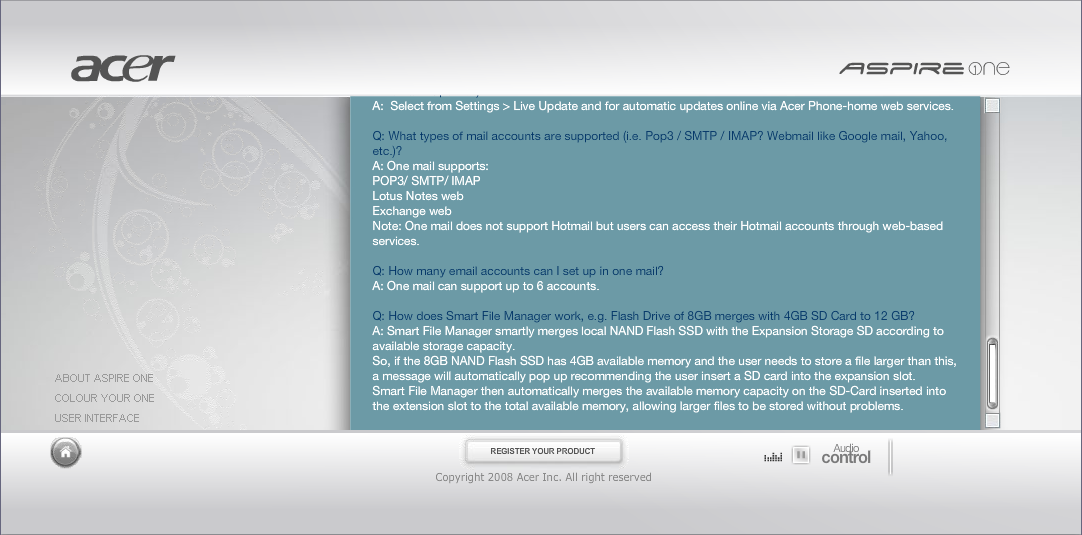 acer
ASPIRE one
A:  Select from Settings > Live Update and for automatic updates online via Acer Phone-home web services.
Q: What types of mail accounts are supported (i.e. Pop3 / SMTP / IMAP? Webmail like Google mail, Yahoo,
etc.)?
A: One mail supports:
POP3/ SMTP/ IMAP
Lotus Notes web
Exchange web
Note: One mail does not support Hotmail but users can access their Hotmail accounts through web-based
services.
Q: How many email accounts can I set up in one mail?
A: One mail can support up to 6 accounts.
Q: How does Smart File Manager work, e.g. Flash Drive of 8GB merges with 4GB SD Card to 12 GB?
A: Smart File Manager smartly merges local NAND Flash SSD with the Expansion Storage SD according to
available storage capacity.
So, if the 8GB NAND Flash SSD has 4GB available memory and the user needs to store a file larger than this,
a message will automatically pop up recommending the user insert a SD card into the expansion slot.
Smart File Manager then automatically merges the available memory capacity on the SD-Card inserted into
the extension slot to the total available memory, allowing larger files to be stored without problems.
ABOUT ASPIRE ONE
COLOUR YOUR ONE
USER INTERFACE
REGISTER YOUR PRODUCT
Audio
control
Copyright 2008 Acer Inc. All right reserved